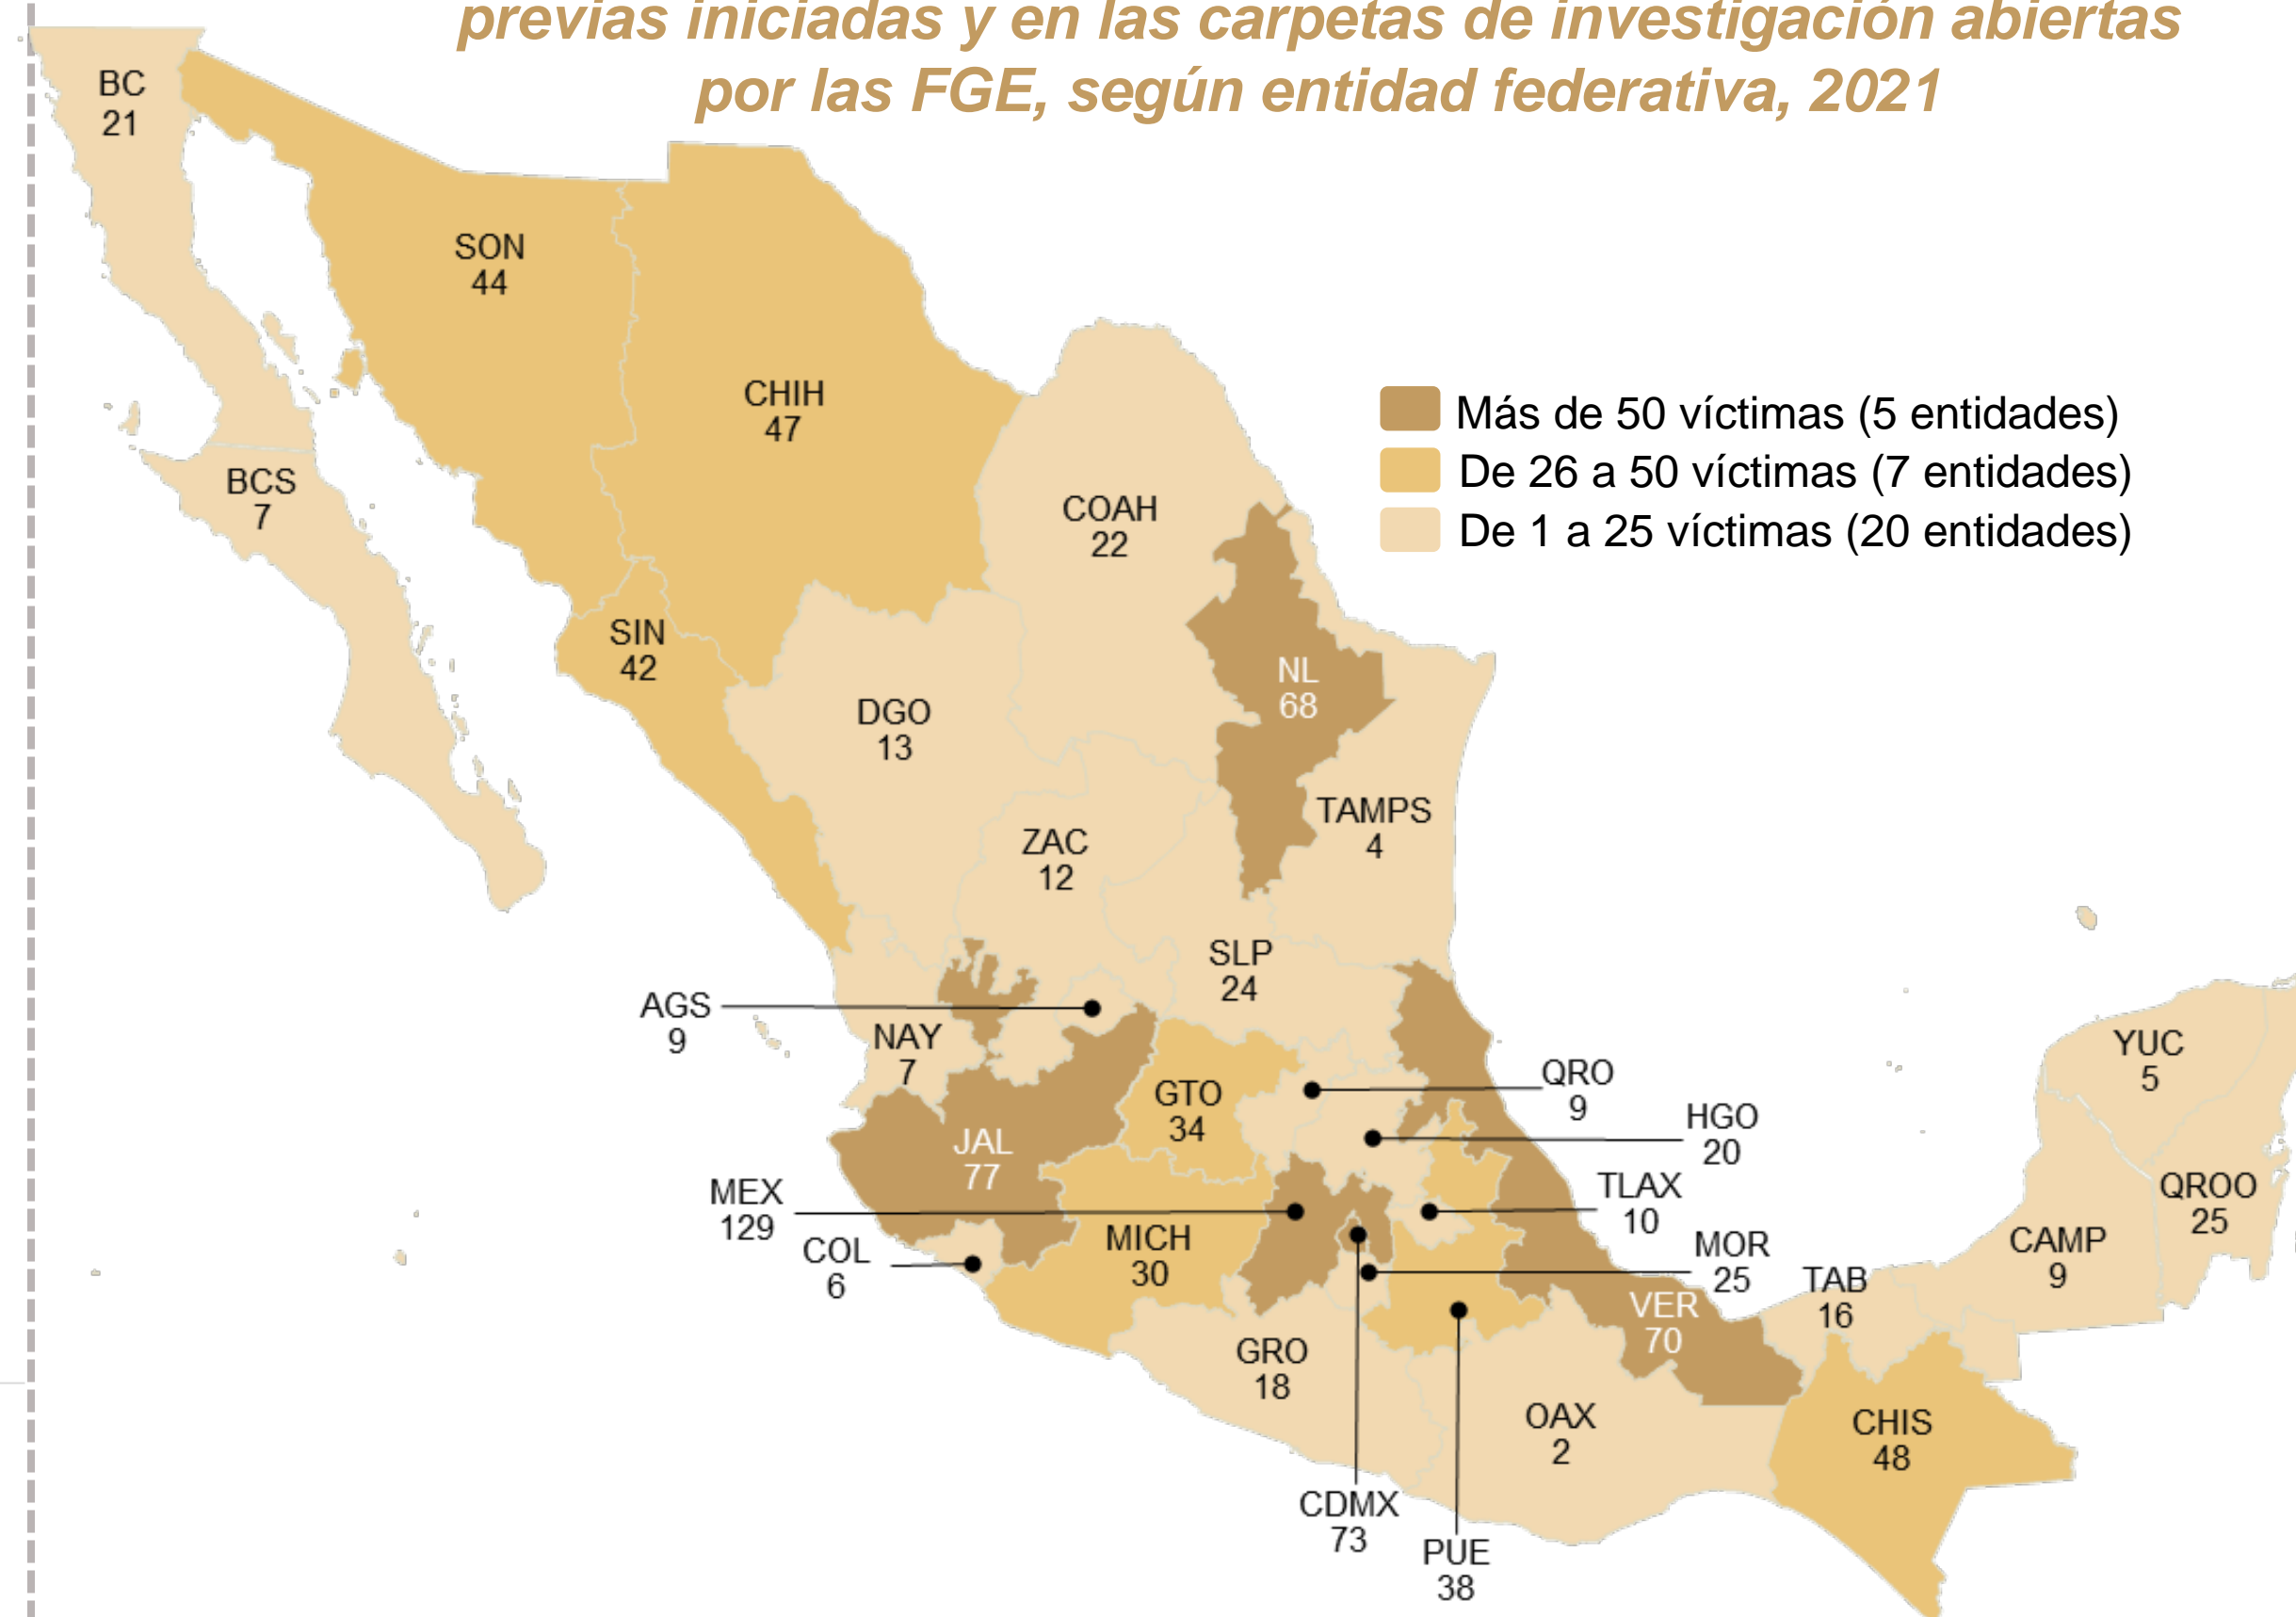 previas iniciadas y en las carpetas de investigación abiertas
por las FGE, según entidad federativa, 2021
BC
21
SON
44
CHIH
47
Más de 50 víctimas (5 entidades)
De 26 a 50 víctimas (7 entidades)
De 1 a 25 víctimas (20 entidades)
BCS
7
COAH
22
SIN
42
NL
68
DGO
13
TAMPS
4
ZAC
12
SLP
24
AGS
9
NAY
7
YUC
5
QRO
9
GTO
34
HGO
20
JAL
77
MEX
129
TLAX
10
QROO
25
COL
6
MICH
30
MOR
25
CAMP
9
TAB
16
VER
70
GRO
18
OAX
2
CHIS
48
CDMX
73
PUE
38